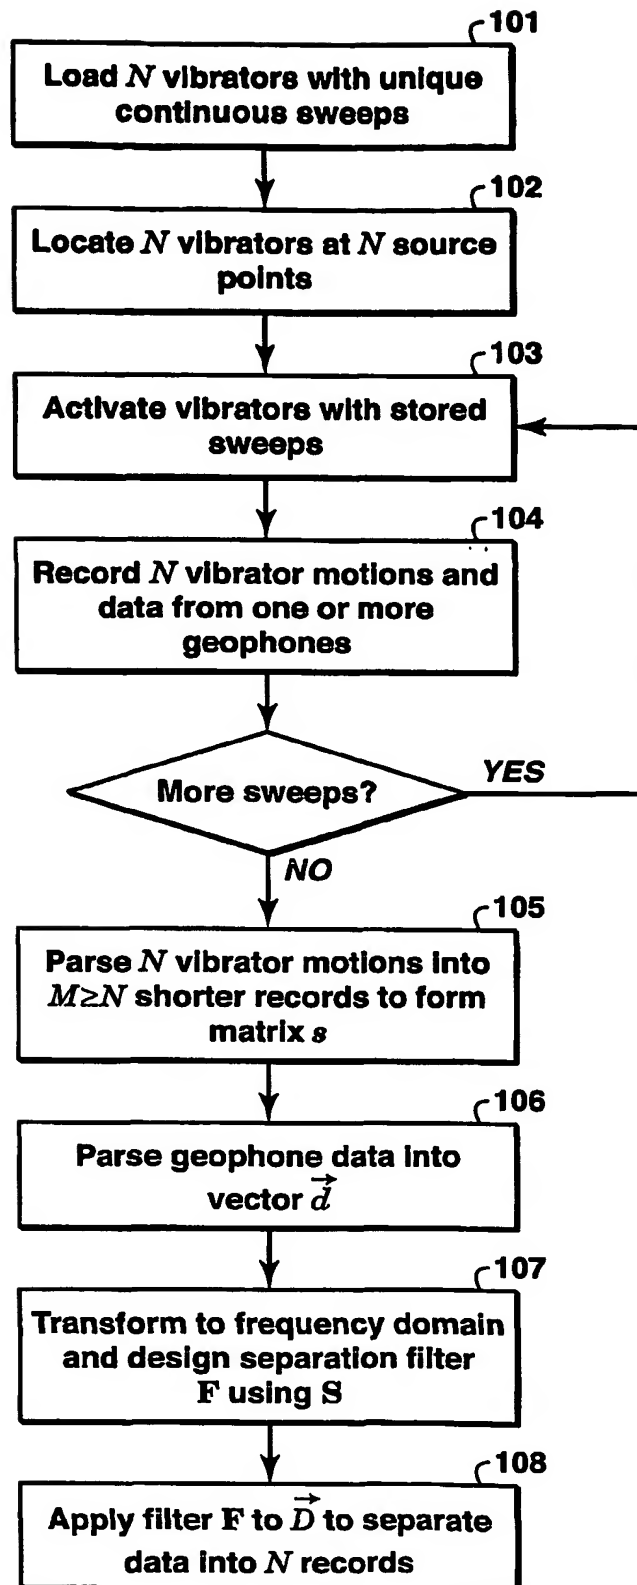 101
Load N vibrators with unique
continuous sweeps
102
Locate N vibrators at N source
points
103
Activate vibrators with stored
sweeps
104
Record N vibrator motions and
data from one or more
geophones
More sweeps?
YES
NO
105
Parse N vibrator motions into
M≥N shorter records to form
matrix s
106
Parse geophone data into
vector d⃗
107
Transform to frequency domain
and design separation filter
F using S
108
Apply filter F to D⃗ to separate
data into N records